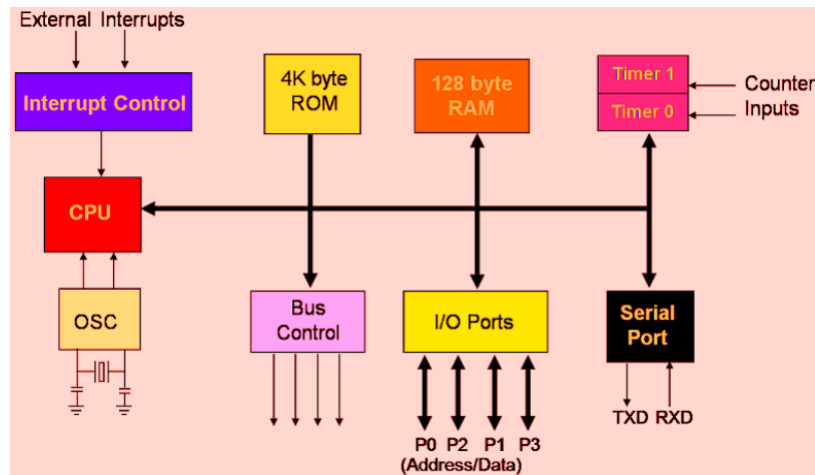 External Interrupts
Interrupt Control
4K byte
ROM
128 byte
RAM
Timer 1
Timer 0
Counter
Inputs
CPU
OSC
Bus
Control
I/O Ports
Serial
Port
TXD RXD
P0 P2 P1 P3
(Address/Data)